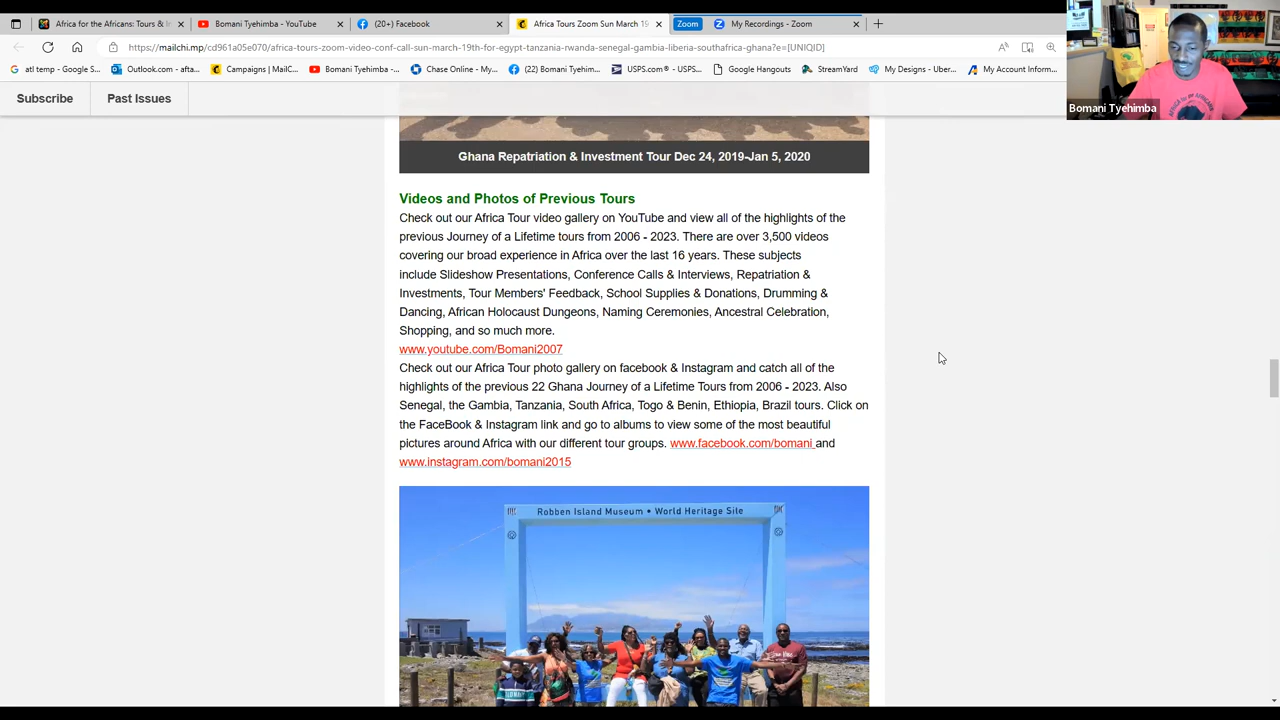 Africa for the Africans: Tours & I
Bomani Tyehimba - YouTube
(20+) Facebook
Africa Tours Zoom Sun March 19
Zoom
My Recordings - Zoom
https://mailchi.mp/cd961a05e070/africa-tours-zoom-video-conf-call-sun-march-19th-for-egypt-tanzania-rwanda-senegal-gambia-liberia-southafrica-ghana?e=[UNIQID]
atl temp - Google S...
Outlook.com - afta...
Campaigns | MailC...
Bomani Tyehimba -...
Chase Online - My...
(2) Bomani Tyehim...
USPS.com® - USPS...
Google Hangouts
StreamYard
My Designs - Uber...
My Account Inform...
Bomani Tyehimba
Subscribe
Past Issues
Ghana Repatriation & Investment Tour Dec 24, 2019-Jan 5, 2020
Videos and Photos of Previous Tours
Check out our Africa Tour video gallery on YouTube and view all of the highlights of the
previous Journey of a Lifetime tours from 2006 - 2023. There are over 3,500 videos
covering our broad experience in Africa over the last 16 years. These subjects
include Slideshow Presentations, Conference Calls & Interviews, Repatriation &
Investments, Tour Members' Feedback, School Supplies & Donations, Drumming &
Dancing, African Holocaust Dungeons, Naming Ceremonies, Ancestral Celebration,
Shopping, and so much more.
www.youtube.com/Bomani2007
Check out our Africa Tour photo gallery on facebook & Instagram and catch all of the
highlights of the previous 22 Ghana Journey of a Lifetime Tours from 2006 - 2023. Also
Senegal, the Gambia, Tanzania, South Africa, Togo & Benin, Ethiopia, Brazil tours. Click on
the FaceBook & Instagram link and go to albums to view some of the most beautiful
pictures around Africa with our different tour groups. www.facebook.com/bomani and
www.instagram.com/bomani2015
Robben Island Museum • World Heritage Site